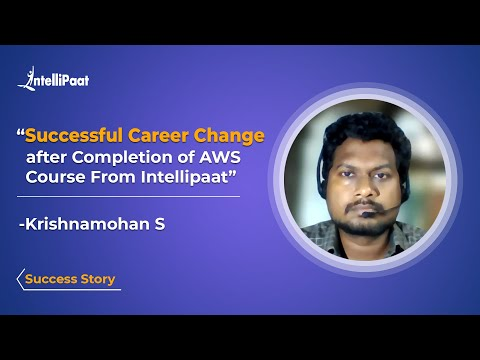 IntelliPaat
“Successful Career Change
after Completion of AWS
Course From Intellipaat”
-Krishnamohan S
Success Story